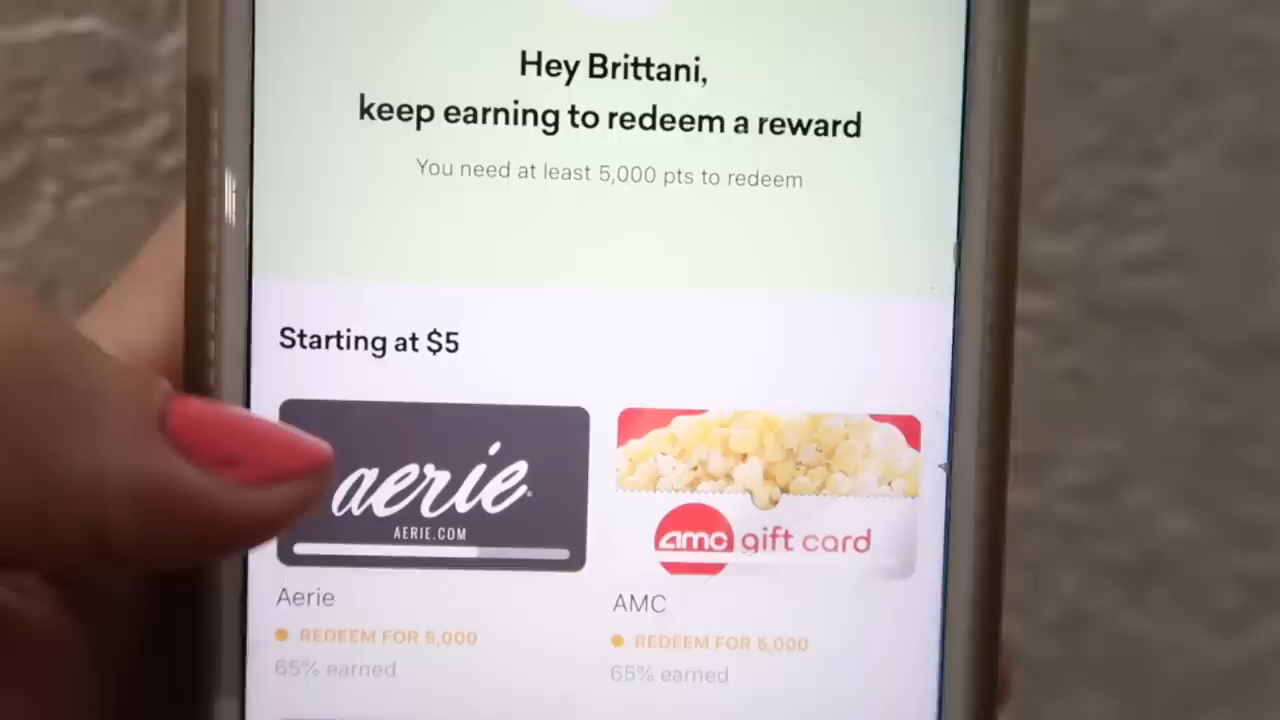 Hey Brittani,
keep earning to redeem a reward
You need at least 5,000 pts to redeem
Starting at $5
aerie
AERIE.COM
amc gift card
Aerie
AMC
REDEEM FOR 5,000
REDEEM FOR 5,000
65% earned
65% earned